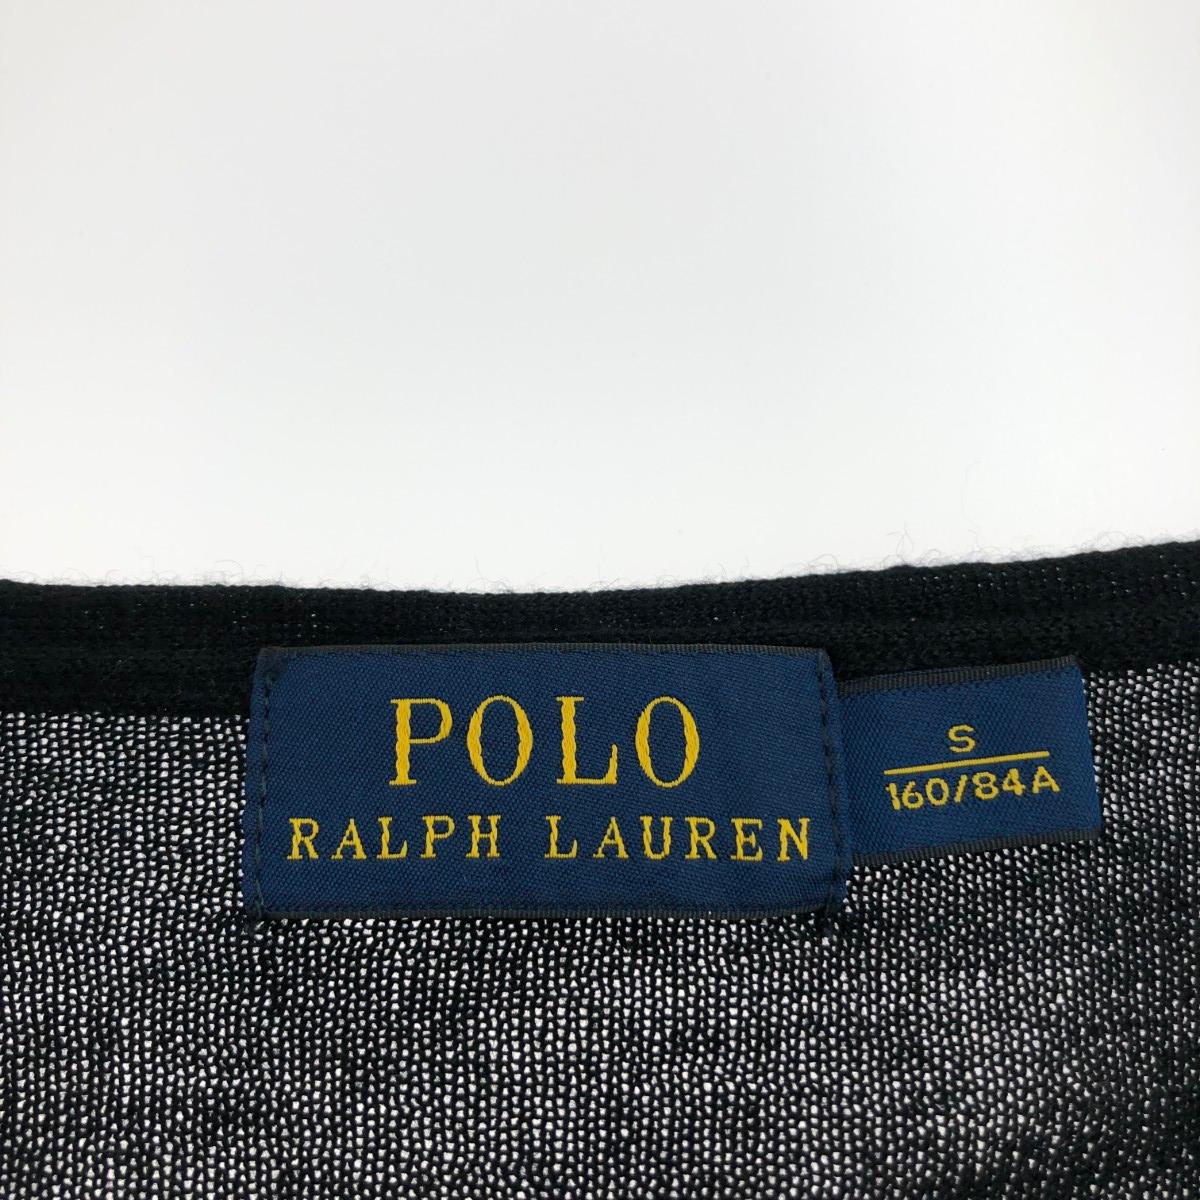 POLO
RALPH LAUREN
S
160/84A